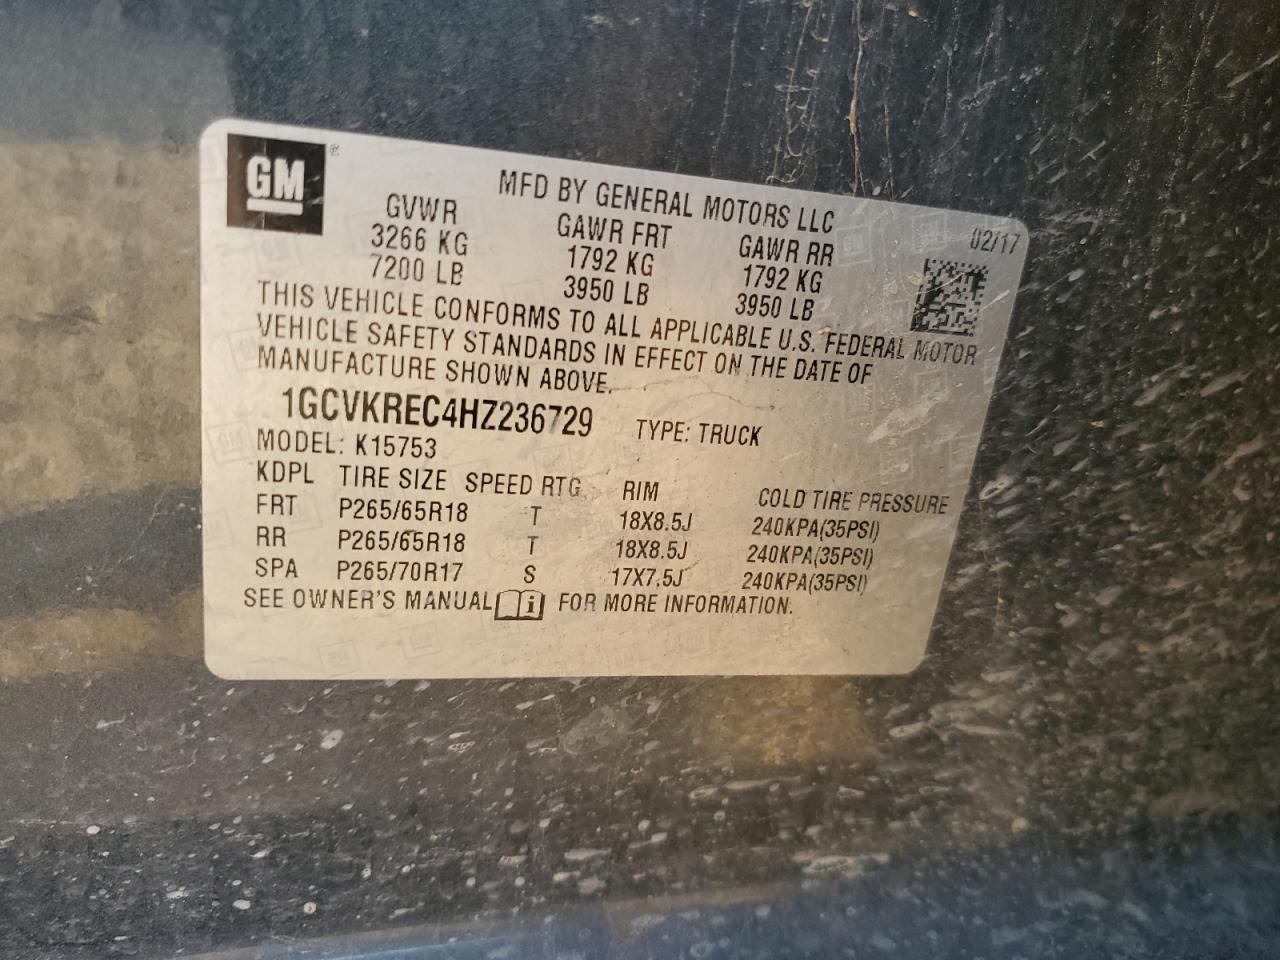 GM
MFD BY GENERAL MOTORS LLC
02/17
GVWR GAWR FRT GAWR RR
3266 KG 1792 KG 1792 KG
7200 LB 3950 LB 3950 LB
THIS VEHICLE CONFORMS TO ALL APPLICABLE U.S. FEDERAL MOTOR
VEHICLE SAFETY STANDARDS IN EFFECT ON THE DATE OF
MANUFACTURE SHOWN ABOVE.
1GCVKREC4HZ236729 TYPE: TRUCK
MODEL: K15753
KDPL TIRE SIZE SPEED RTG RIM COLD TIRE PRESSURE
FRT P265/65R18 T 18X8.5J 240KPA(35PSI)
RR P265/65R18 T 18X8.5J 240KPA(35PSI)
SPA P265/70R17 S 17X7.5J 240KPA(35PSI)
SEE OWNER'S MANUAL i FOR MORE INFORMATION.